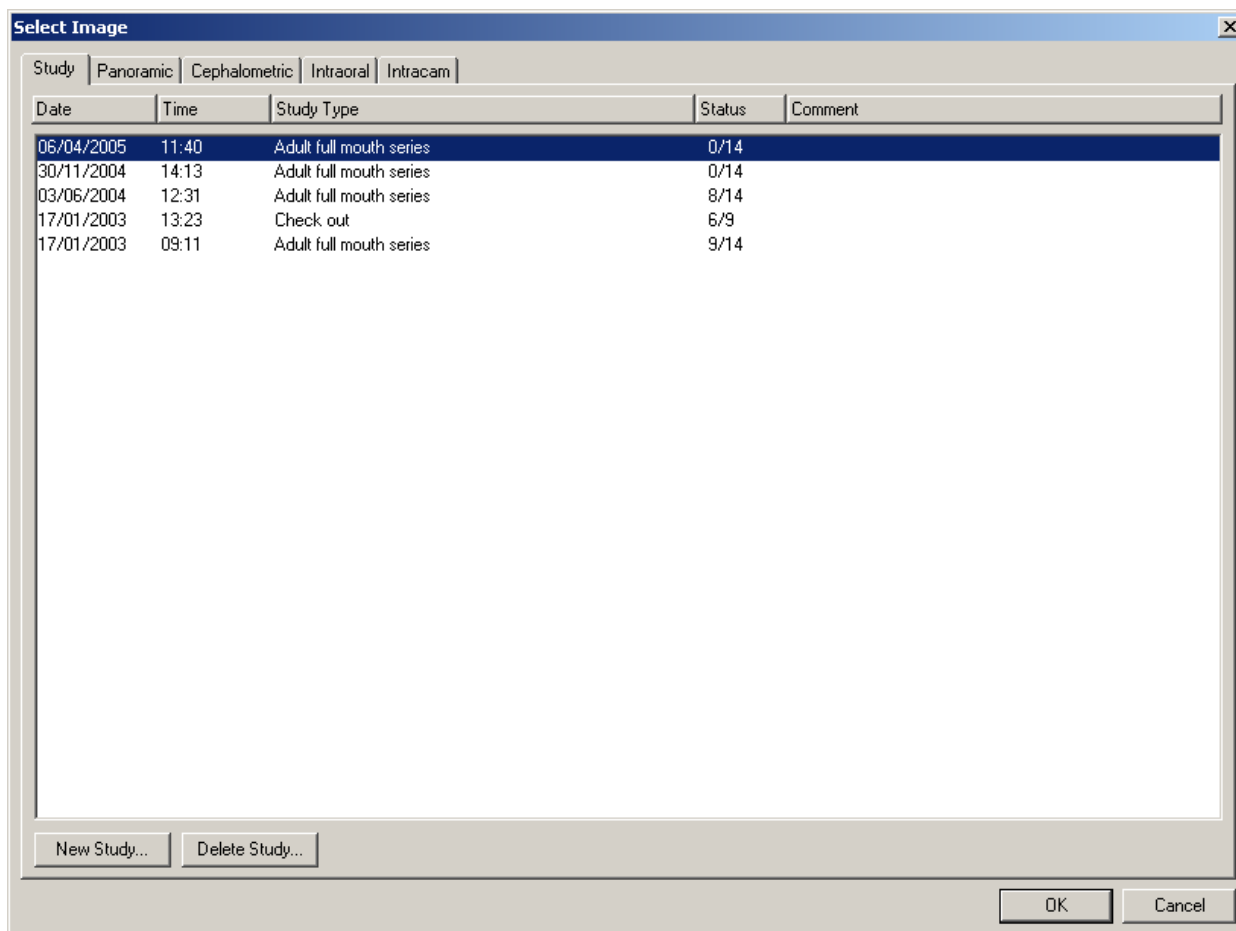 Select Image
Study Panoramic Cephalometric Intraoral Intracam
Date Time Study Type Status Comment
06/04/2005 11:40 Adult full mouth series 0/14
30/11/2004 14:13 Adult full mouth series 0/14
03/06/2004 12:31 Adult full mouth series 8/14
17/01/2003 13:23 Check out 6/9
17/01/2003 09:11 Adult full mouth series 9/14
New Study... Delete Study...
OK Cancel